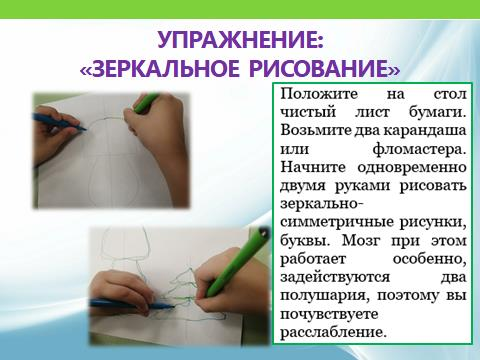 УПРАЖНЕНИЕ:
«ЗЕРКАЛЬНОЕ РИСОВАНИЕ»
Положите на стол
чистый лист бумаги.
Возьмите два карандаша
или фломастера.
Начните одновременно
двумя руками рисовать
зеркально-
симметричные рисунки,
буквы. Мозг при этом
работает особенно,
задействуются два
полушария, поэтому вы
почувствуете
расслабление.